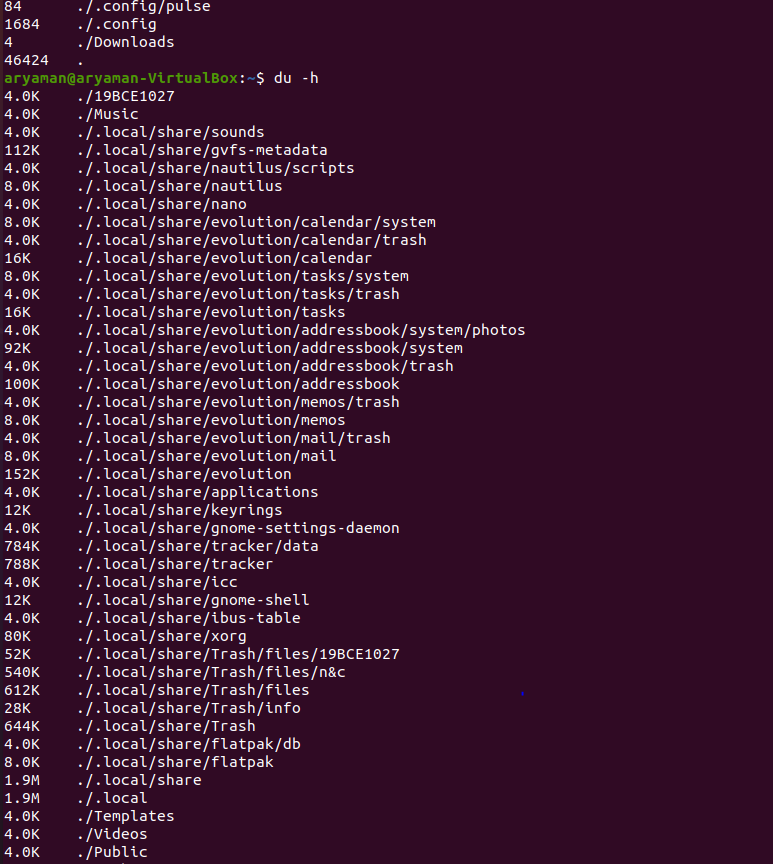 84      ./.config/pulse
1684    ./.config
4       ./Downloads
46424   .
aryaman@aryaman-VirtualBox:~$ du -h
4.0K    ./19BCE1027
4.0K    ./Music
4.0K    ./.local/share/sounds
112K    ./.local/share/gvfs-metadata
4.0K    ./.local/share/nautilus/scripts
8.0K    ./.local/share/nautilus
4.0K    ./.local/share/nano
8.0K    ./.local/share/evolution/calendar/system
4.0K    ./.local/share/evolution/calendar/trash
16K     ./.local/share/evolution/calendar
8.0K    ./.local/share/evolution/tasks/system
4.0K    ./.local/share/evolution/tasks/trash
16K     ./.local/share/evolution/tasks
4.0K    ./.local/share/evolution/addressbook/system/photos
92K     ./.local/share/evolution/addressbook/system
4.0K    ./.local/share/evolution/addressbook/trash
100K    ./.local/share/evolution/addressbook
4.0K    ./.local/share/evolution/memos/trash
8.0K    ./.local/share/evolution/memos
4.0K    ./.local/share/evolution/mail/trash
8.0K    ./.local/share/evolution/mail
152K    ./.local/share/evolution
4.0K    ./.local/share/applications
12K     ./.local/share/keyrings
4.0K    ./.local/share/gnome-settings-daemon
784K    ./.local/share/tracker/data
788K    ./.local/share/tracker
4.0K    ./.local/share/icc
12K     ./.local/share/gnome-shell
4.0K    ./.local/share/ibus-table
80K     ./.local/share/xorg
52K     ./.local/share/Trash/files/19BCE1027
540K    ./.local/share/Trash/files/n&c
612K    ./.local/share/Trash/files
28K     ./.local/share/Trash/info
644K    ./.local/share/Trash
4.0K    ./.local/share/flatpak/db
8.0K    ./.local/share/flatpak
1.9M    ./.local/share
1.9M    ./.local
4.0K    ./Templates
4.0K    ./Videos
4.0K    ./Public